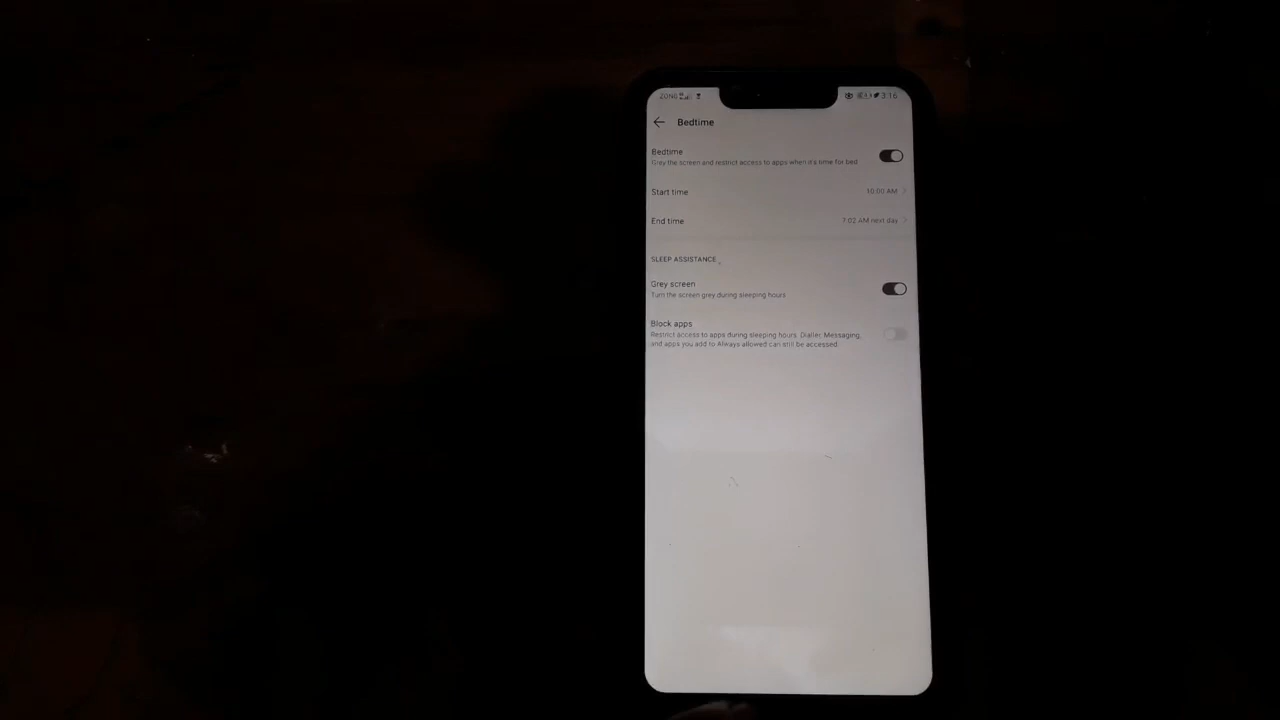 ZONG 3:16
Bedtime
Bedtime
Grey the screen and restrict access to apps when it's time for bed
Start time 10:00 AM
End time 7:02 AM next day
SLEEP ASSISTANCE
Grey screen
Turn the screen grey during sleeping hours
Block apps
Restrict access to apps during sleeping hours. Dialler, Messaging,
and apps you add to Always allowed can still be accessed.